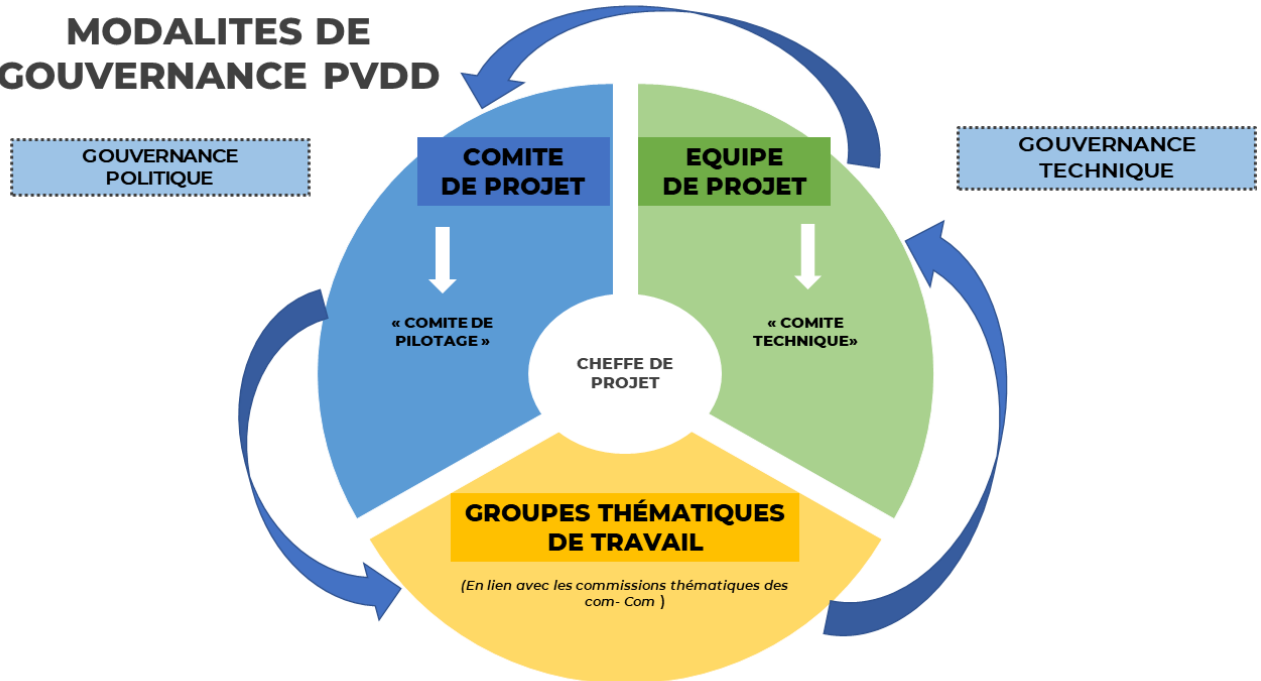 MODALITES DE
GOUVERNANCE PVDD
GOUVERNANCE
POLITIQUE
COMITE
DE PROJET
EQUIPE
DE PROJET
GOUVERNANCE
TECHNIQUE
« COMITE DE
PILOTAGE »
« COMITE
TECHNIQUE»
CHEFFE DE
PROJET
GROUPES THÉMATIQUES
DE TRAVAIL
(En lien avec les commissions thématiques des
com- Com )